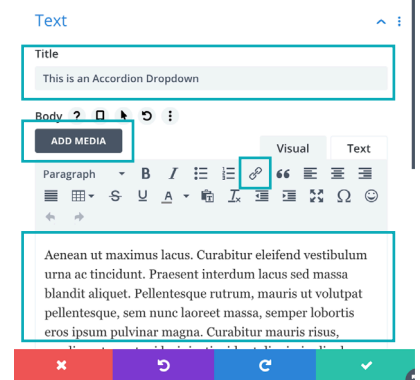 Text
Title
This is an Accordion Dropdown
Body ?
ADD MEDIA
Visual Text
Paragraph B I
S U A Ix Ω
Aenean ut maximus lacus. Curabitur eleifend vestibulum
urna ac tincidunt. Praesent interdum lacus sed massa
blandit aliquet. Pellentesque rutrum, mauris ut volutpat
pellentesque, sem nunc laoreet massa, semper lobortis
eros ipsum pulvinar magna. Curabitur mauris risus,